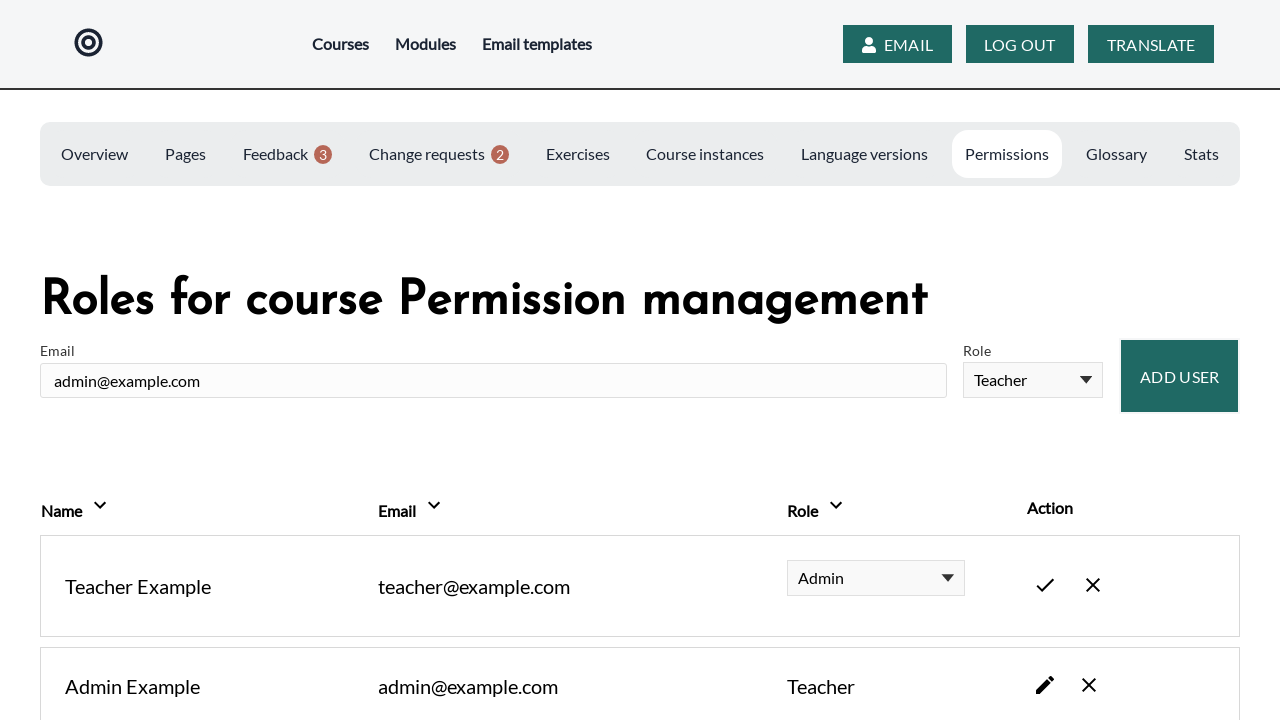 Courses Modules Email templates EMAIL LOG OUT TRANSLATE
Overview Pages Feedback 3 Change requests 2 Exercises Course instances Language versions Permissions Glossary Stats
Roles for course Permission management
Email Role
admin@example.com Teacher ADD USER
Name Email Role Action
Teacher Example teacher@example.com Admin
Admin Example admin@example.com Teacher